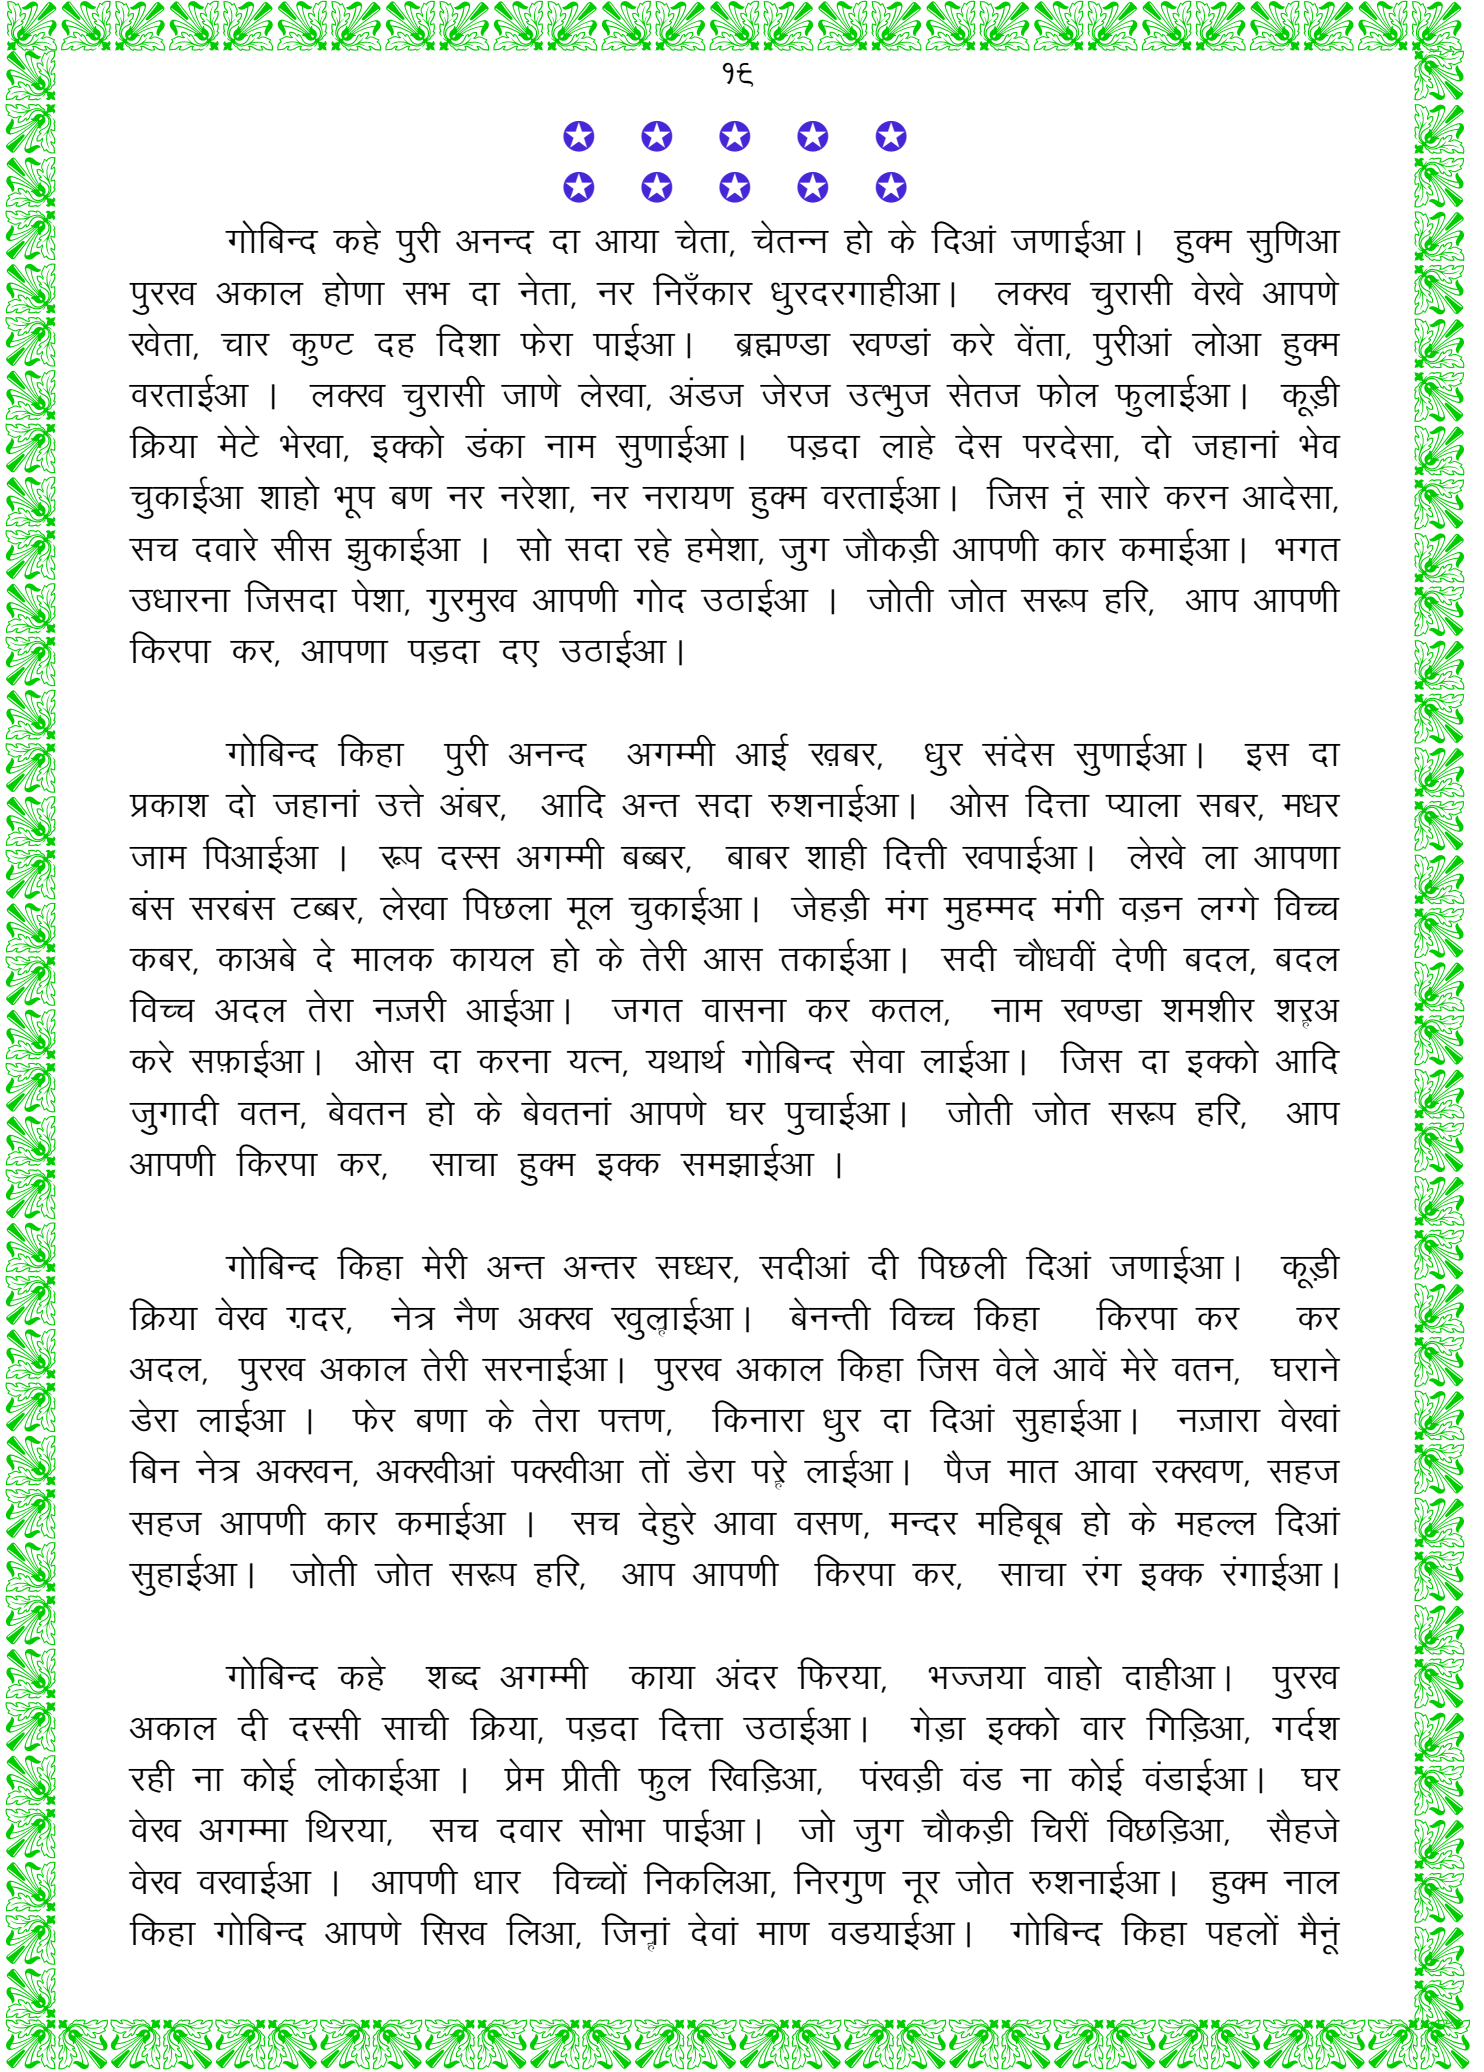 १६
✪ ✪ ✪ ✪ ✪
✪ ✪ ✪ ✪ ✪
गोबिन्द कहे पुरी अनन्द दा आया चेता, चेतन्न हो के दिआं जणाईआ। हुक्म सुणिआ
पुरख अकाल होणा सभ दा नेता, नर निरँकार धुरदरगाहीआ। लक्ख चुरासी वेखे आपणे
खेता, चार कुण्ट दह दिशा फेरा पाईआ। ब्रह्मण्डा खण्डां करे वेंता, पुरीआं लोआ हुक्म
वरताईआ । लक्ख चुरासी जाणे लेखा, अंडज जेरज उत्भुज सेतज फोल फुलाईआ। कूड़ी
क्रिया मेटे भेखा, इक्को डंका नाम सुणाईआ। पड़दा लाहे देस परदेसा, दो जहानां भेव
चुकाईआ शाहो भूप बण नर नरेशा, नर नरायण हुक्म वरताईआ। जिस नूं सारे करन आदेसा,
सच दवारे सीस झुकाईआ । सो सदा रहे हमेशा, जुग जौकड़ी आपणी कार कमाईआ। भगत
उधारना जिसदा पेशा, गुरमुख आपणी गोद उठाईआ । जोती जोत सरूप हरि, आप आपणी
किरपा कर, आपणा पड़दा दए उठाईआ।
गोबिन्द किहा पुरी अनन्द अगम्मी आई ख़बर, धुर संदेस सुणाईआ। इस दा
प्रकाश दो जहानां उत्ते अंबर, आदि अन्त सदा रुशनाईआ। ओस दित्ता प्याला सबर, मधर
जाम पिआईआ । रूप दस्स अगम्मी बब्बर, बाबर शाही दित्ती खपाईआ। लेखे ला आपणा
बंस सरबंस टब्बर, लेखा पिछला मूल चुकाईआ। जेहड़ी मंग मुहम्मद मंगी वड़न लग्गे विच्च
कबर, काअबे दे मालक कायल हो के तेरी आस तकाईआ। सदी चौधवीं देणी बदल, बदल
विच्च अदल तेरा नज़री आईआ। जगत वासना कर कतल, नाम खण्डा शमशीर शर्हअ
करे सफ़ाईआ। ओस दा करना यत्न, यथार्थ गोबिन्द सेवा लाईआ। जिस दा इक्को आदि
जुगादी वतन, बेवतन हो के बेवतनां आपणे घर पुचाईआ। जोती जोत सरूप हरि, आप
आपणी किरपा कर, साचा हुक्म इक्क समझाईआ ।
गोबिन्द किहा मेरी अन्त अन्तर सध्धर, सदीआं दी पिछली दिआं जणाईआ। कूड़ी
क्रिया वेख ग़दर, नेत्र नैण अक्ख खुल्हाईआ। बेनन्ती विच्च किहा किरपा कर कर
अदल, पुरख अकाल तेरी सरनाईआ। पुरख अकाल किहा जिस वेले आवें मेरे वतन, घराने
डेरा लाईआ । फेर बणा के तेरा पत्तण, किनारा धुर दा दिआं सुहाईआ। नज़ारा वेखां
बिन नेत्र अक्खन, अक्खीआं पक्खीआ तों डेरा पर्हे लाईआ। पैज मात आवा रक्खण, सहज
सहज आपणी कार कमाईआ । सच देहुरे आवा वसण, मन्दर महिबूब हो के महल्ल दिआं
सुहाईआ। जोती जोत सरूप हरि, आप आपणी किरपा कर, साचा रंग इक्क रंगाईआ।
गोबिन्द कहे शब्द अगम्मी काया अंदर फिरया, भज्जया वाहो दाहीआ। पुरख
अकाल दी दस्सी साची क्रिया, पड़दा दित्ता उठाईआ। गेड़ा इक्को वार गिड़िआ, गर्दश
रही ना कोई लोकाईआ । प्रेम प्रीती फुल खिड़िआ, पंखड़ी वंड ना कोई वंडाईआ। घर
वेख अगम्मा थिरया, सच दवार सोभा पाईआ। जो जुग चौकड़ी चिरीं विछड़िआ, सैहजे
वेख वखाईआ । आपणी धार विच्चों निकलिआ, निरगुण नूर जोत रुशनाईआ। हुक्म नाल
किहा गोबिन्द आपणे सिख लिआ, जिन्हां देवां माण वडयाईआ। गोबिन्द किहा पहलों मैनूं